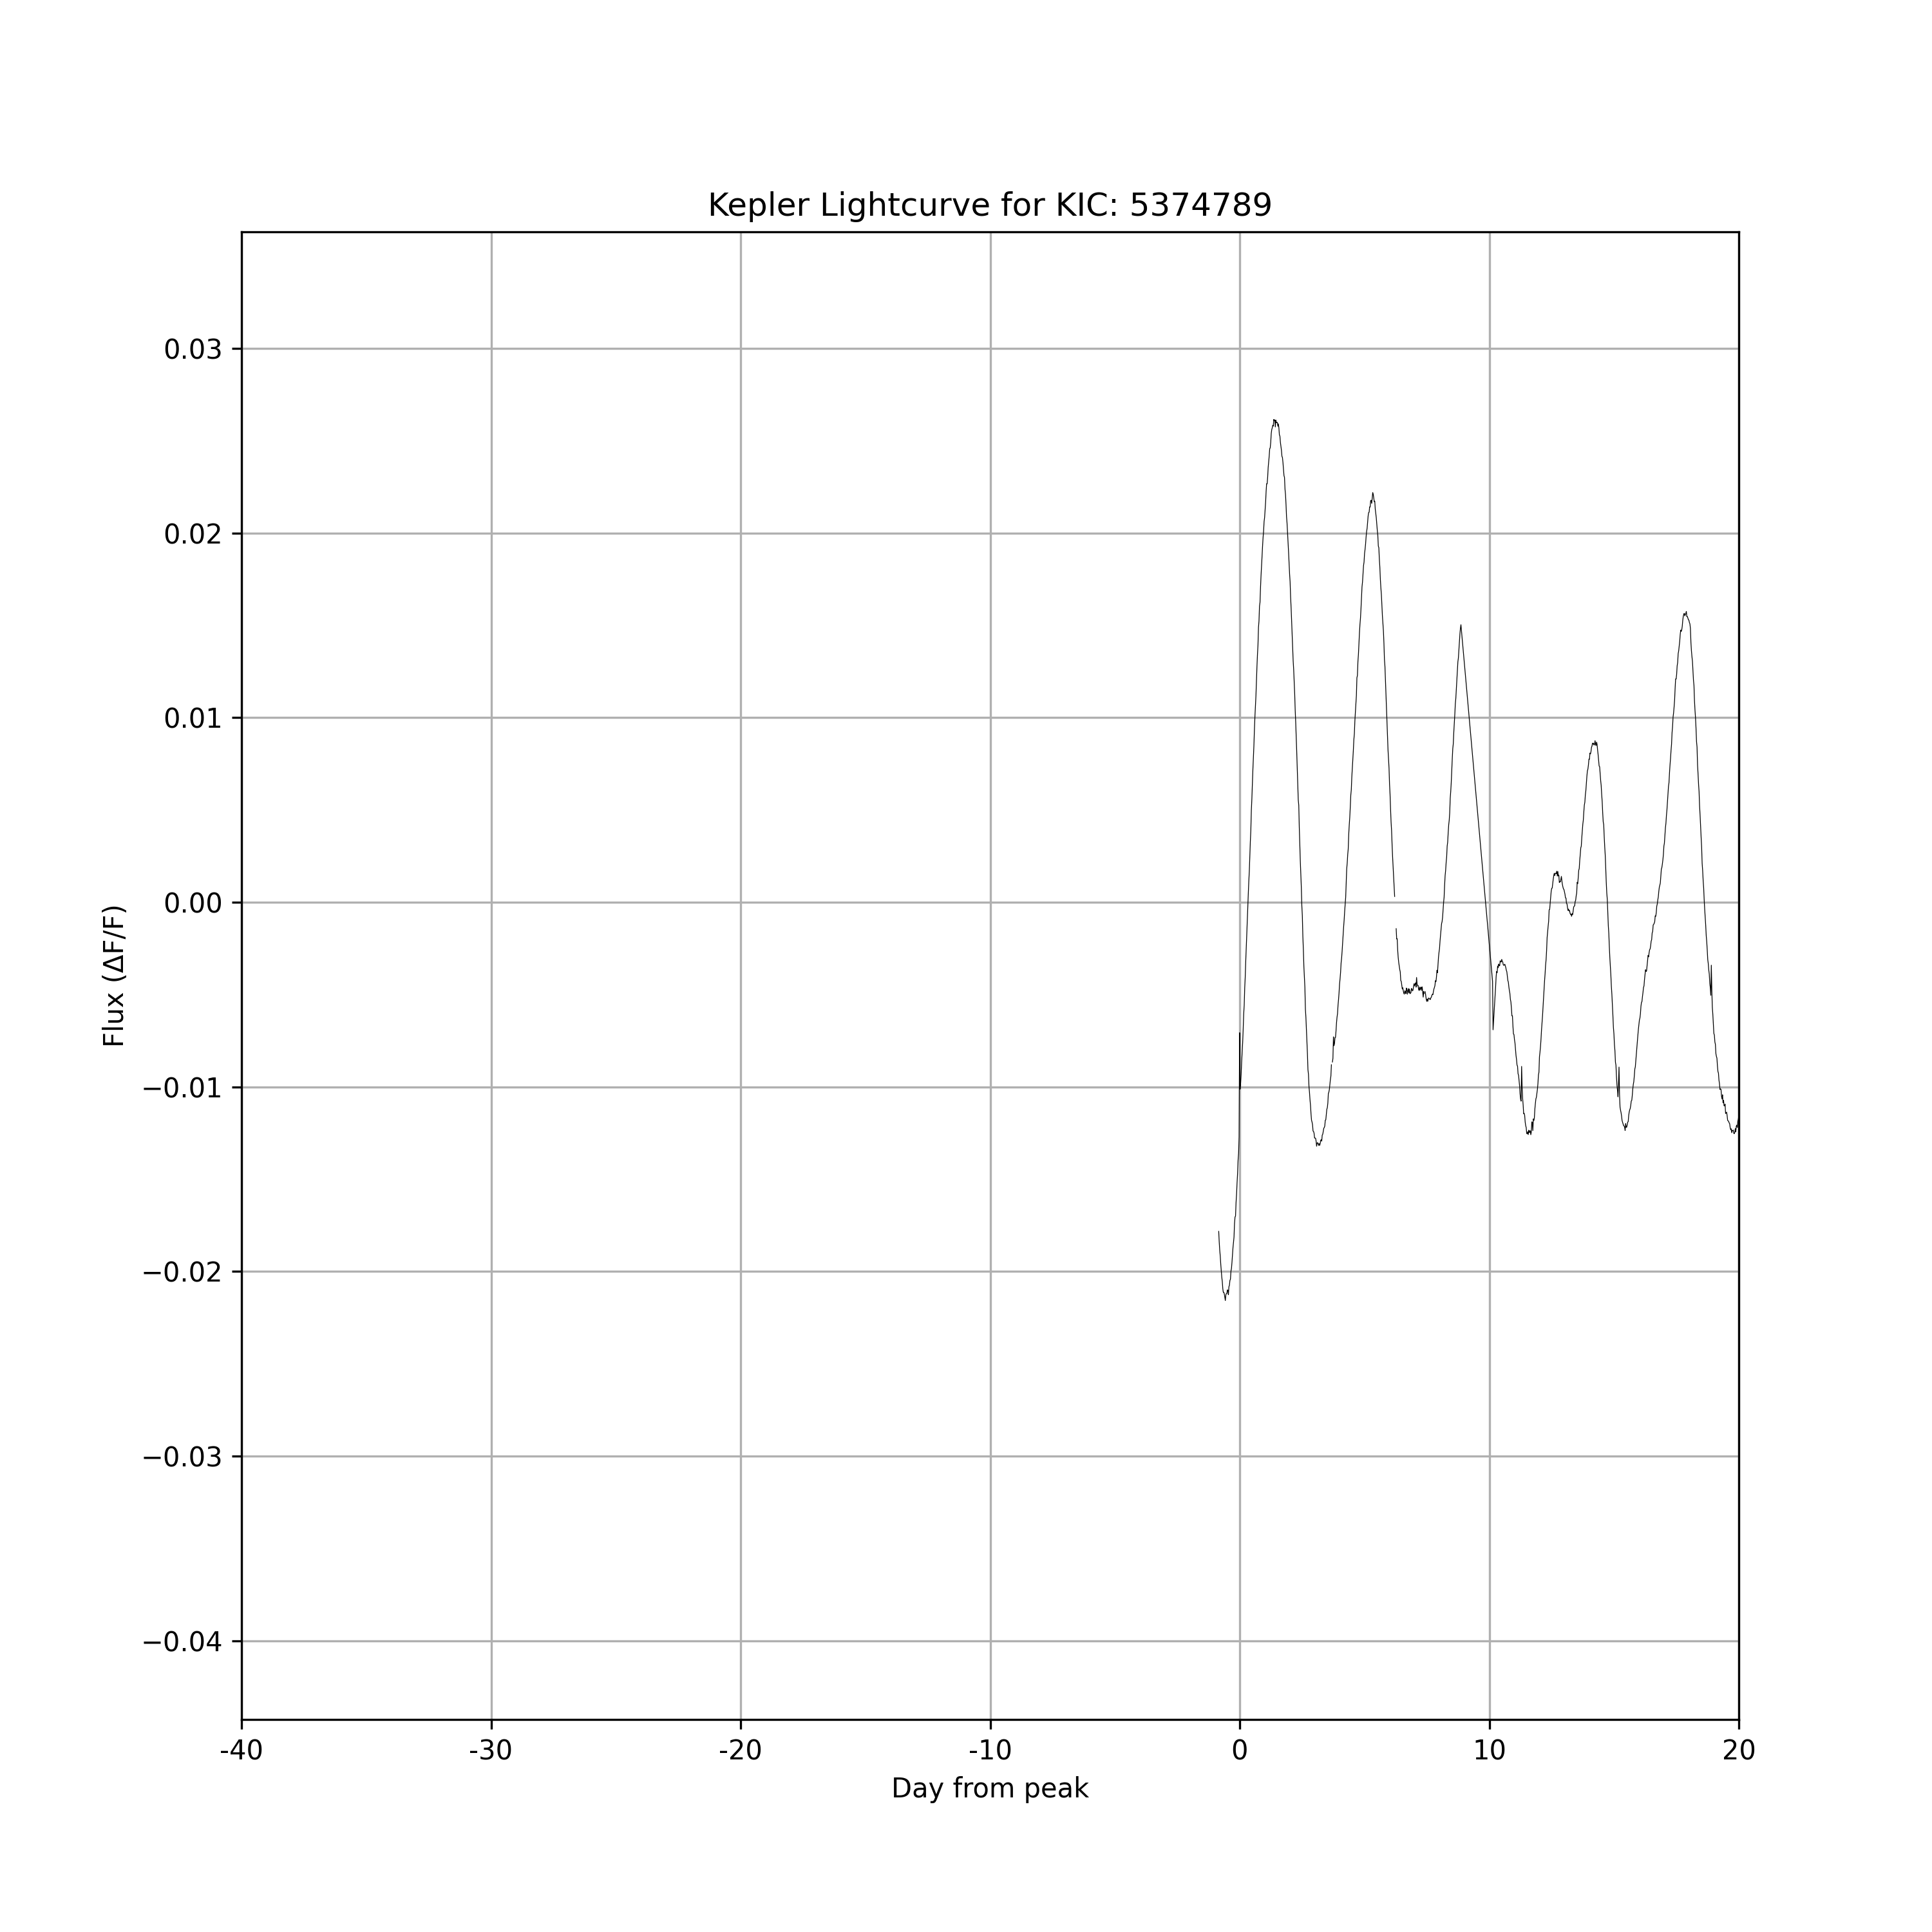 Kepler Lightcurve for KIC: 5374789
0.03
0.02
0.01
0.00
−0.01
−0.02
−0.03
−0.04
Flux (ΔF/F)
-40 -30 -20 -10 0 10 20
Day from peak